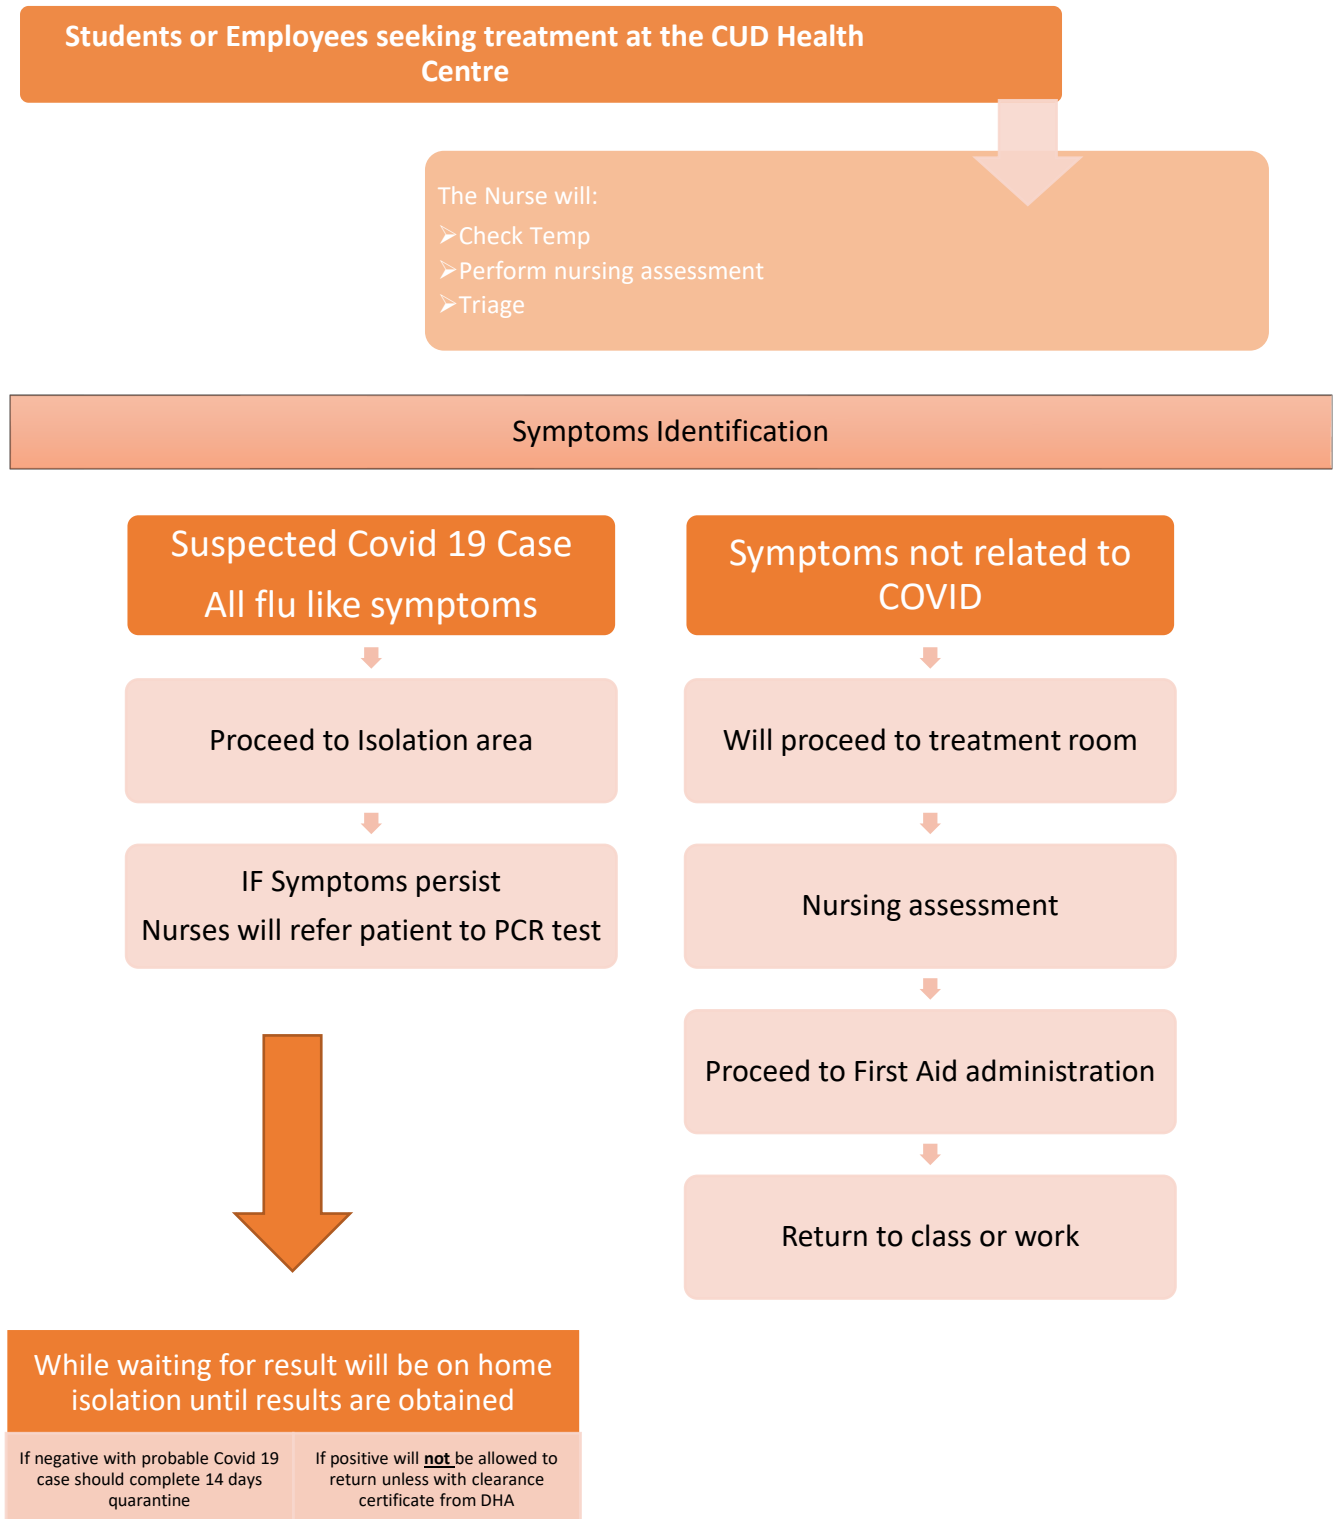 Students or Employees seeking treatment at the CUD Health
Centre
The Nurse will:
➢Check Temp
➢Perform nursing assessment
➢Triage
Symptoms Identification
Suspected Covid 19 Case
All flu like symptoms
Proceed to Isolation area
IF Symptoms persist
Nurses will refer patient to PCR test
Symptoms not related to
COVID
Will proceed to treatment room
Nursing assessment
Proceed to First Aid administration
Return to class or work
While waiting for result will be on home
isolation until results are obtained
If negative with probable Covid 19
case should complete 14 days
quarantine
If positive will not be allowed to
return unless with clearance
certificate from DHA